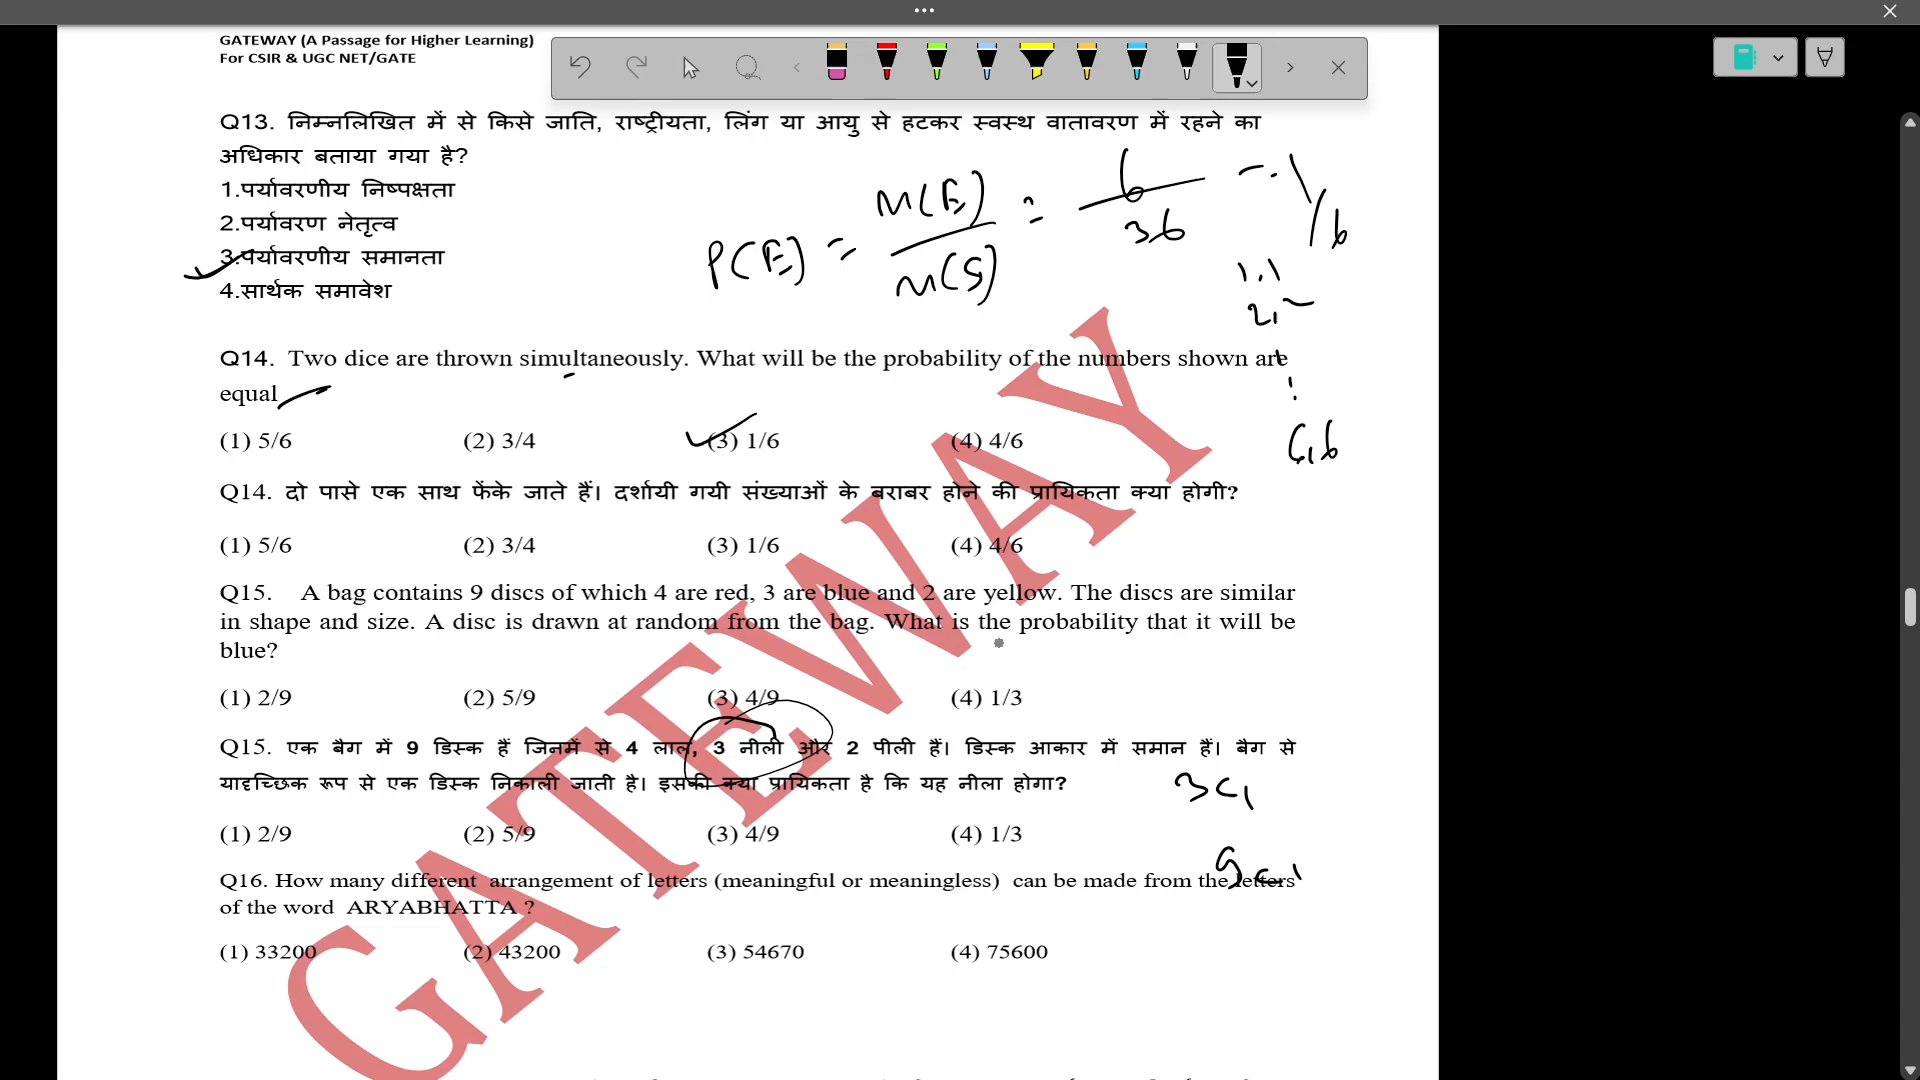 GATEWAY (A Passage for Higher Learning)
For CSIR & UGC NET/GATE
Q13. निम्नलिखित में से किसे जाति, राष्ट्रीयता, लिंग या आयु से हटकर स्वस्थ वातावरण में रहने का
अधिकार बताया गया है?
1.पर्यावरणीय निष्पक्षता
2.पर्यावरण नेतृत्व
3.पर्यावरणीय समानता
4.सार्थक समावेश
P(E) = n(E) / n(S) = 6 / 36 = 1/6
1,1
2,2
6,6
Q14. Two dice are thrown simultaneously. What will be the probability of the numbers shown are
equal
(1) 5/6 (2) 3/4 (3) 1/6 (4) 4/6
Q14. दो पासे एक साथ फेंके जाते हैं। दर्शायी गयी संख्याओं के बराबर होने की प्रायिकता क्या होगी?
(1) 5/6 (2) 3/4 (3) 1/6 (4) 4/6
Q15. A bag contains 9 discs of which 4 are red, 3 are blue and 2 are yellow. The discs are similar
in shape and size. A disc is drawn at random from the bag. What is the probability that it will be
blue?
(1) 2/9 (2) 5/9 (3) 4/9 (4) 1/3
Q15. एक बैग में 9 डिस्क हैं जिनमें से 4 लाल, 3 नीली और 2 पीली हैं। डिस्क आकार में समान हैं। बैग से
यादृच्छिक रूप से एक डिस्क निकाली जाती है। इसकी क्या प्रायिकता है कि यह नीला होगा?
3c1
(1) 2/9 (2) 5/9 (3) 4/9 (4) 1/3
9c1
Q16. How many different arrangement of letters (meaningful or meaningless) can be made from the letters
of the word ARYABHATTA ?
(1) 33200 (2) 43200 (3) 54670 (4) 75600
GATEWAY